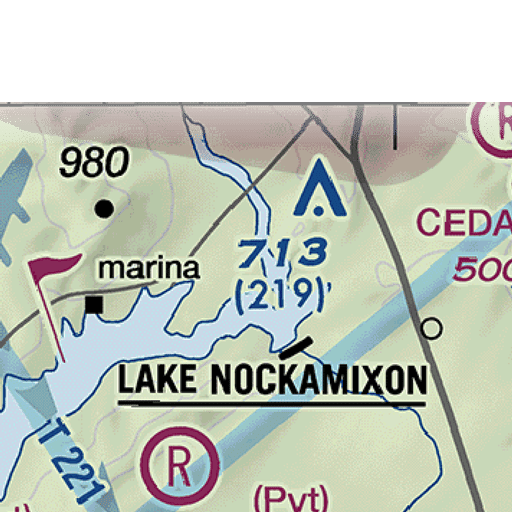 R
980
CEDA
713
marina
500
(219)
LAKE NOCKAMIXON
T 221
R
(Pvt)